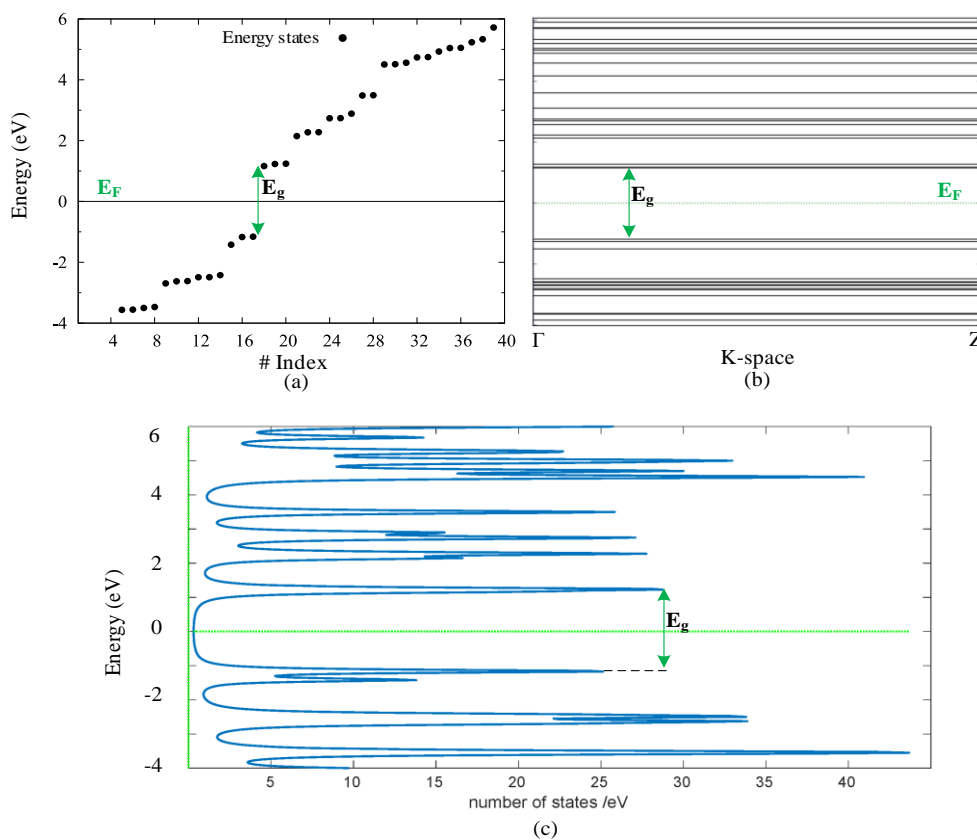 6
4
2
0
-2
-4
Energy (eV)
Energy states
E_F
E_g
4 8 12 16 20 24 28 32 36 40
# Index
(a)
E_g
E_F
Γ Z
K-space
(b)
6
4
2
0
-2
-4
Energy (eV)
E_g
5 10 15 20 25 30 35 40
number of states /eV
(c)